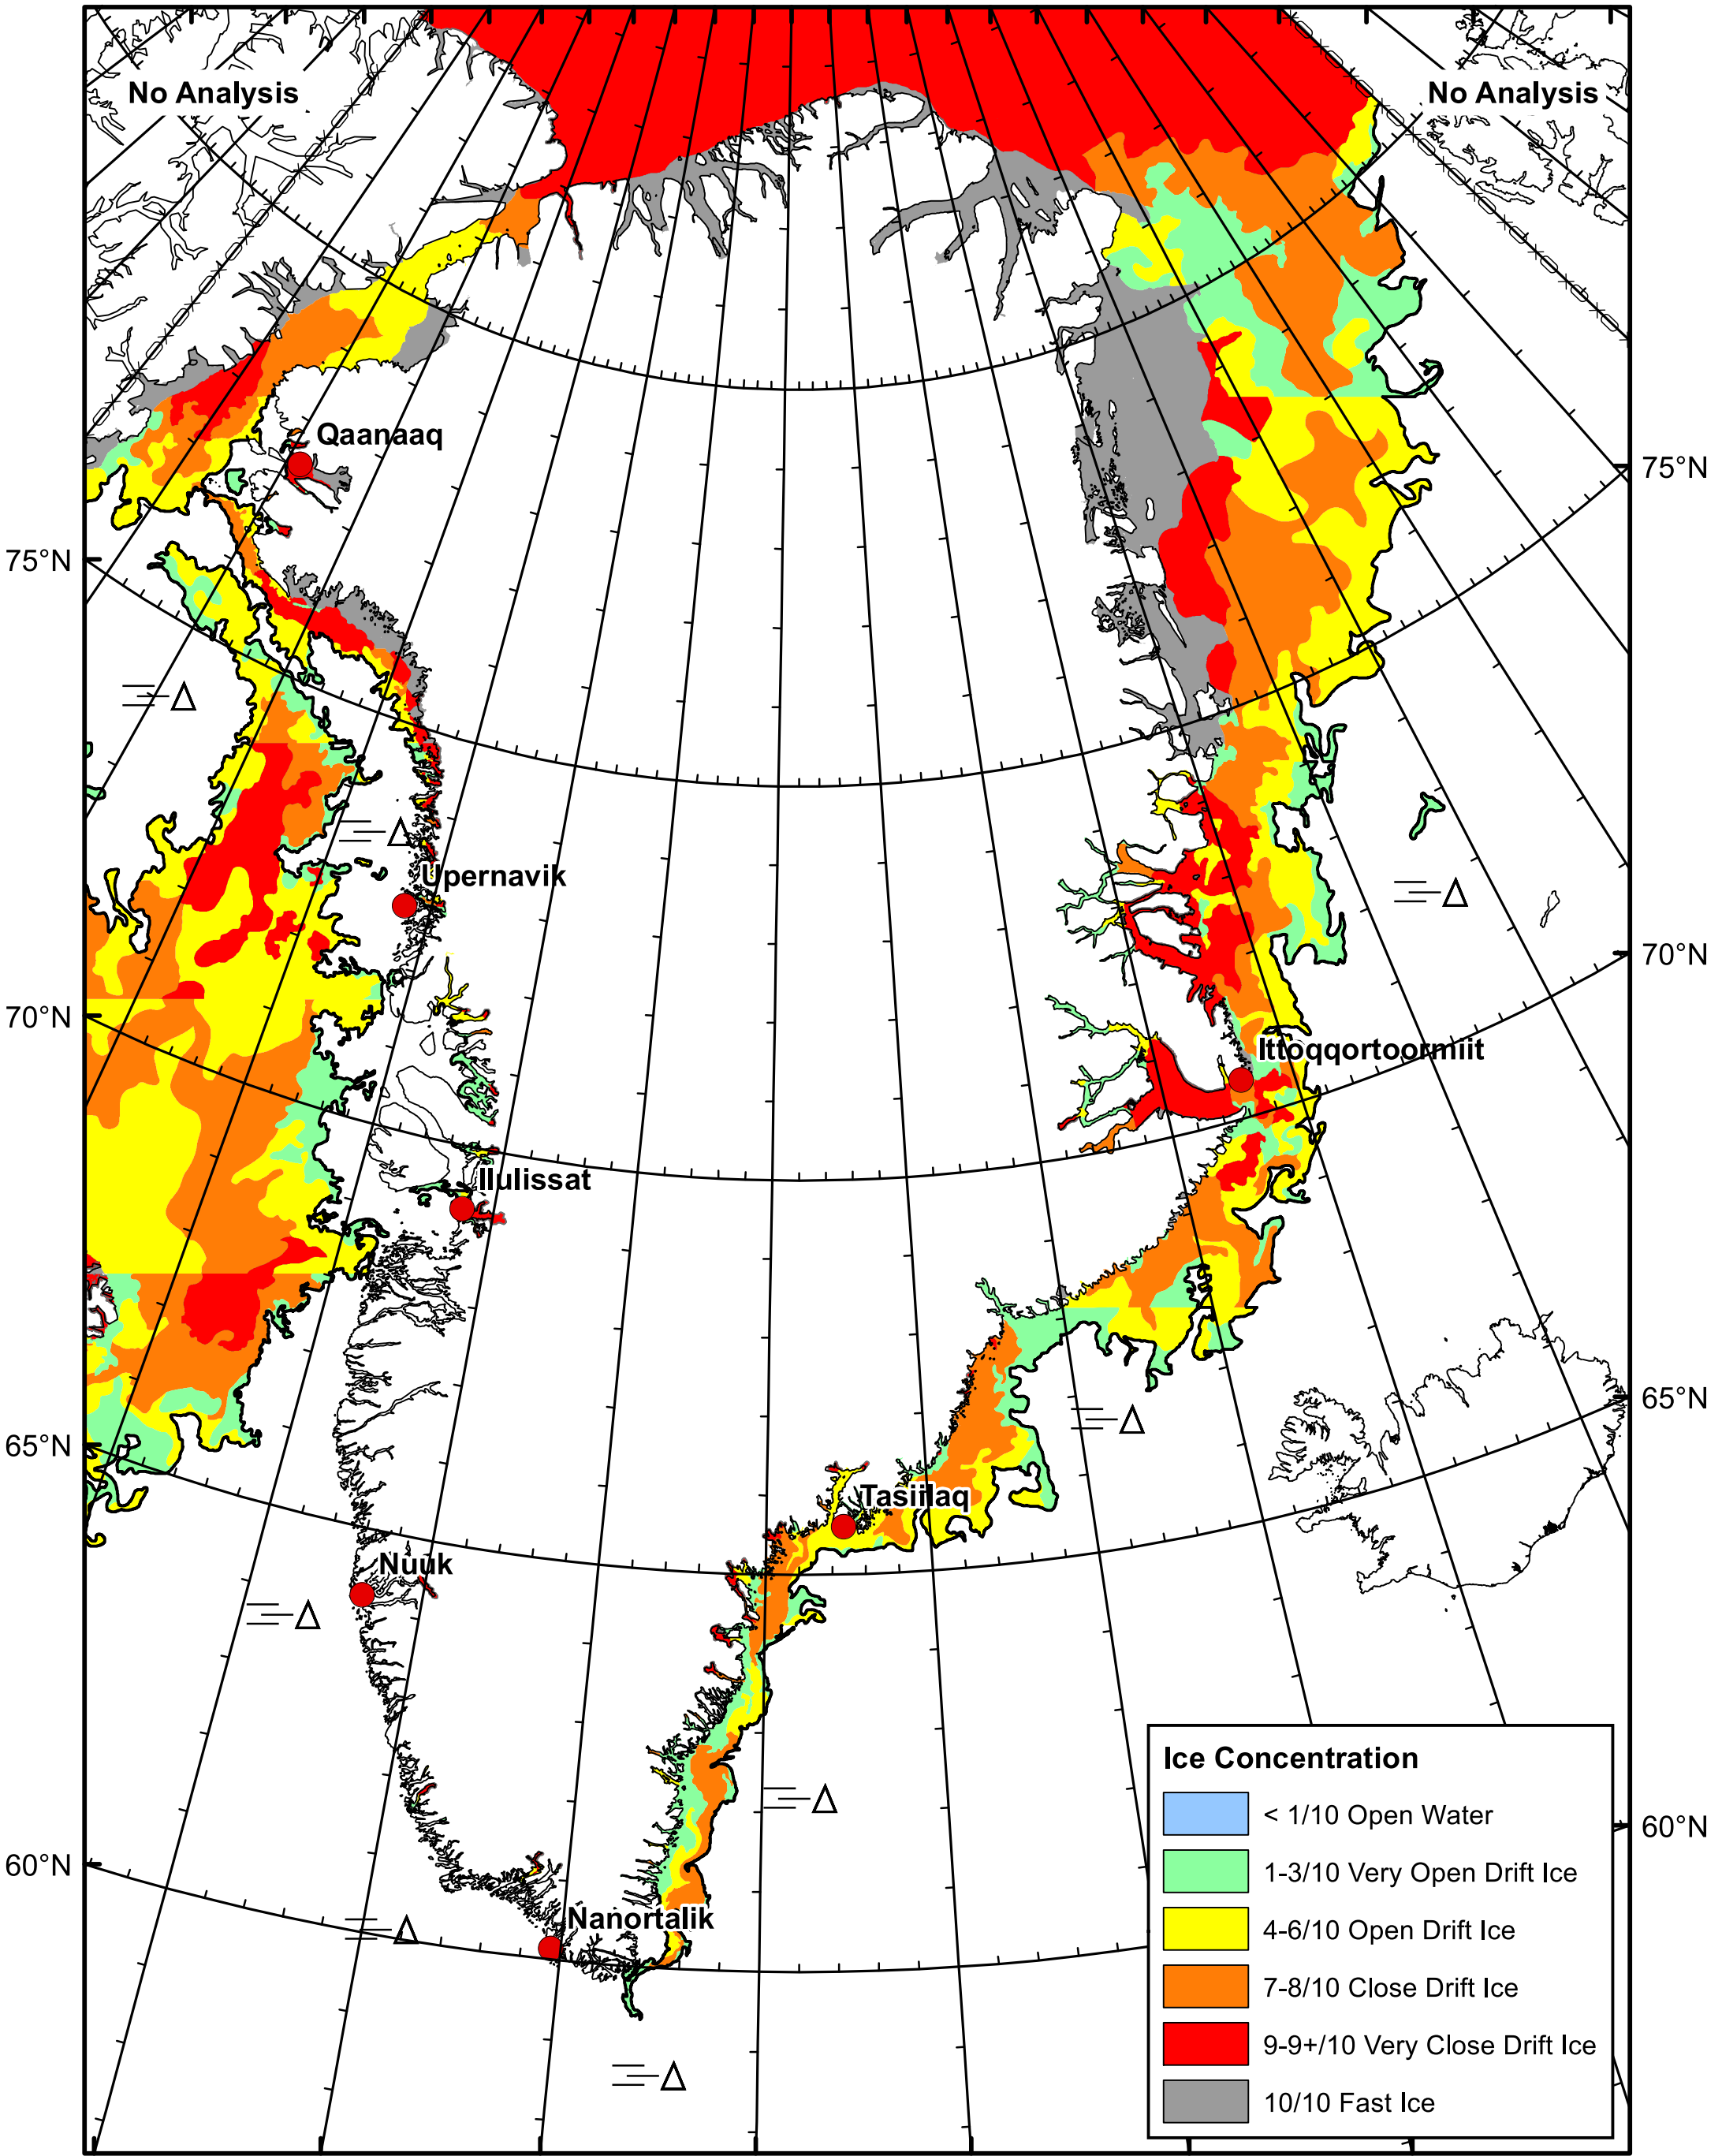 No Analysis
No Analysis
Qaanaaq
75°N
75°N
Upernavik
70°N
70°N
Ittoqqortoormiit
Ilulissat
65°N
65°N
Tasiilaq
Nuuk
Ice Concentration
< 1/10 Open Water
60°N
1-3/10 Very Open Drift Ice
60°N
4-6/10 Open Drift Ice
Nanortalik
7-8/10 Close Drift Ice
9-9+/10 Very Close Drift Ice
10/10 Fast Ice